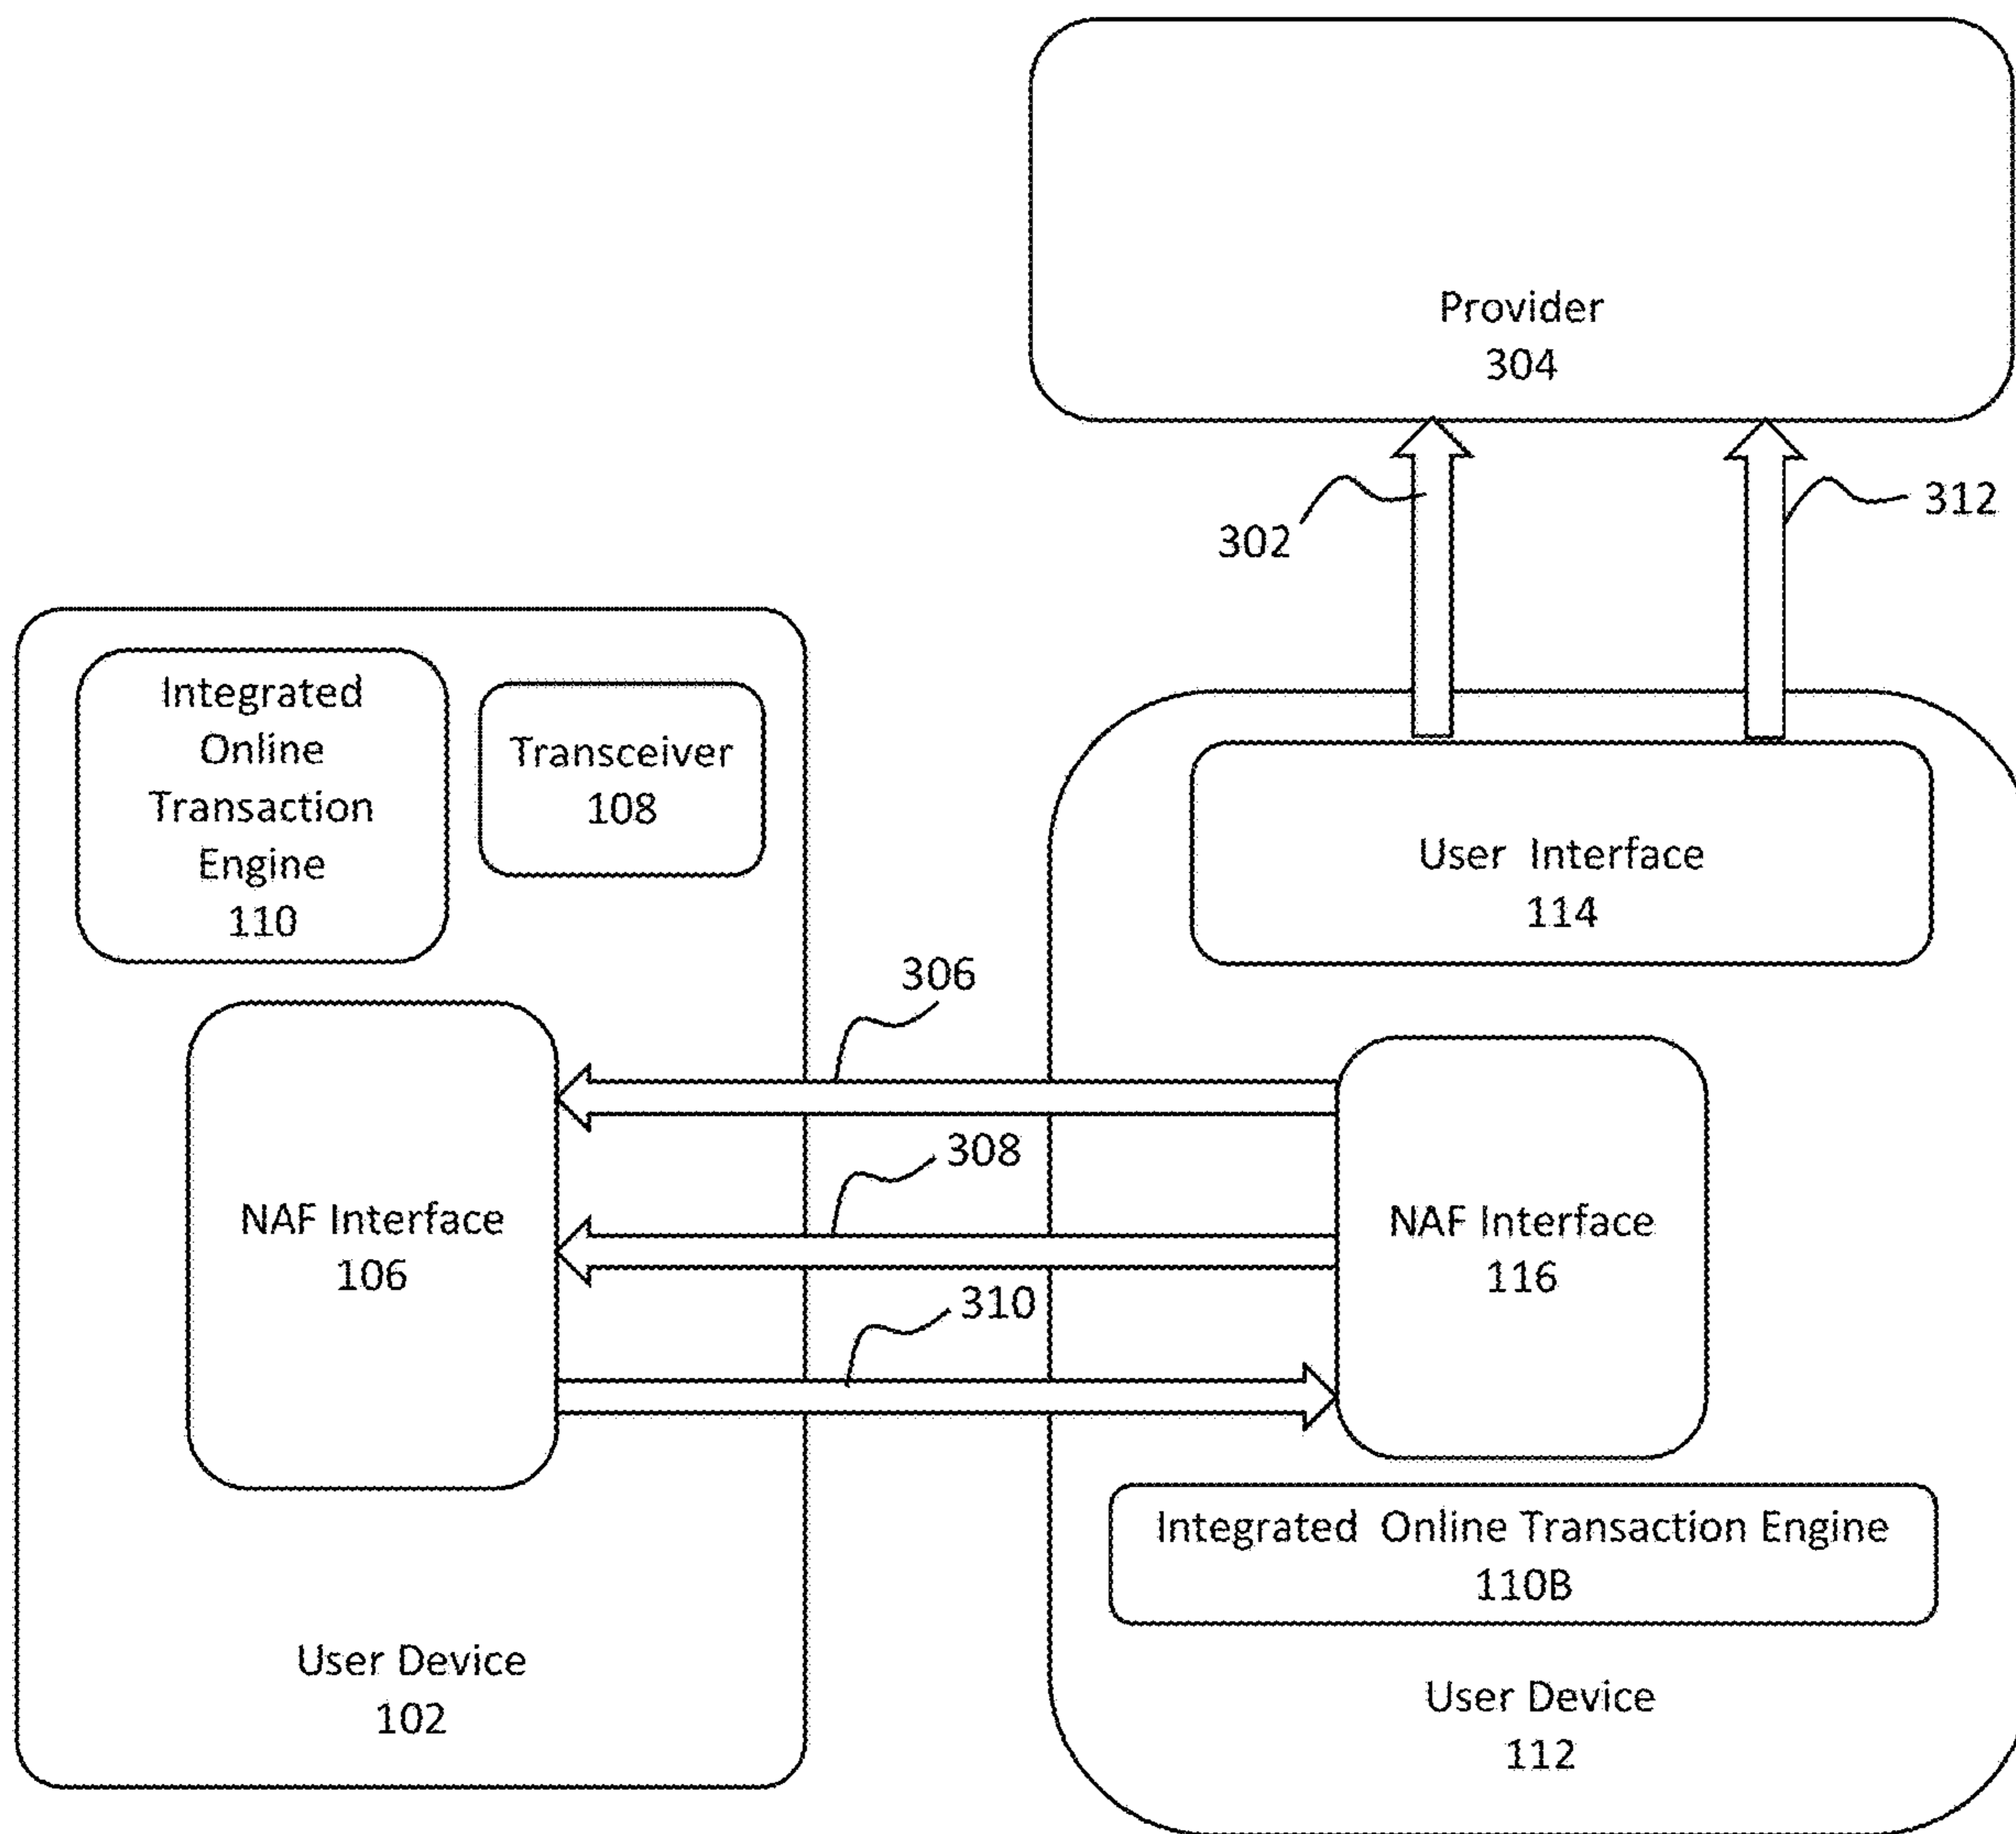 Provider
304
302
312
Integrated
Online
Transaction
Engine
110
Transceiver
108
User Interface
114
306
308
310
NAF Interface
106
NAF Interface
116
Integrated Online Transaction Engine
110B
User Device
102
User Device
112